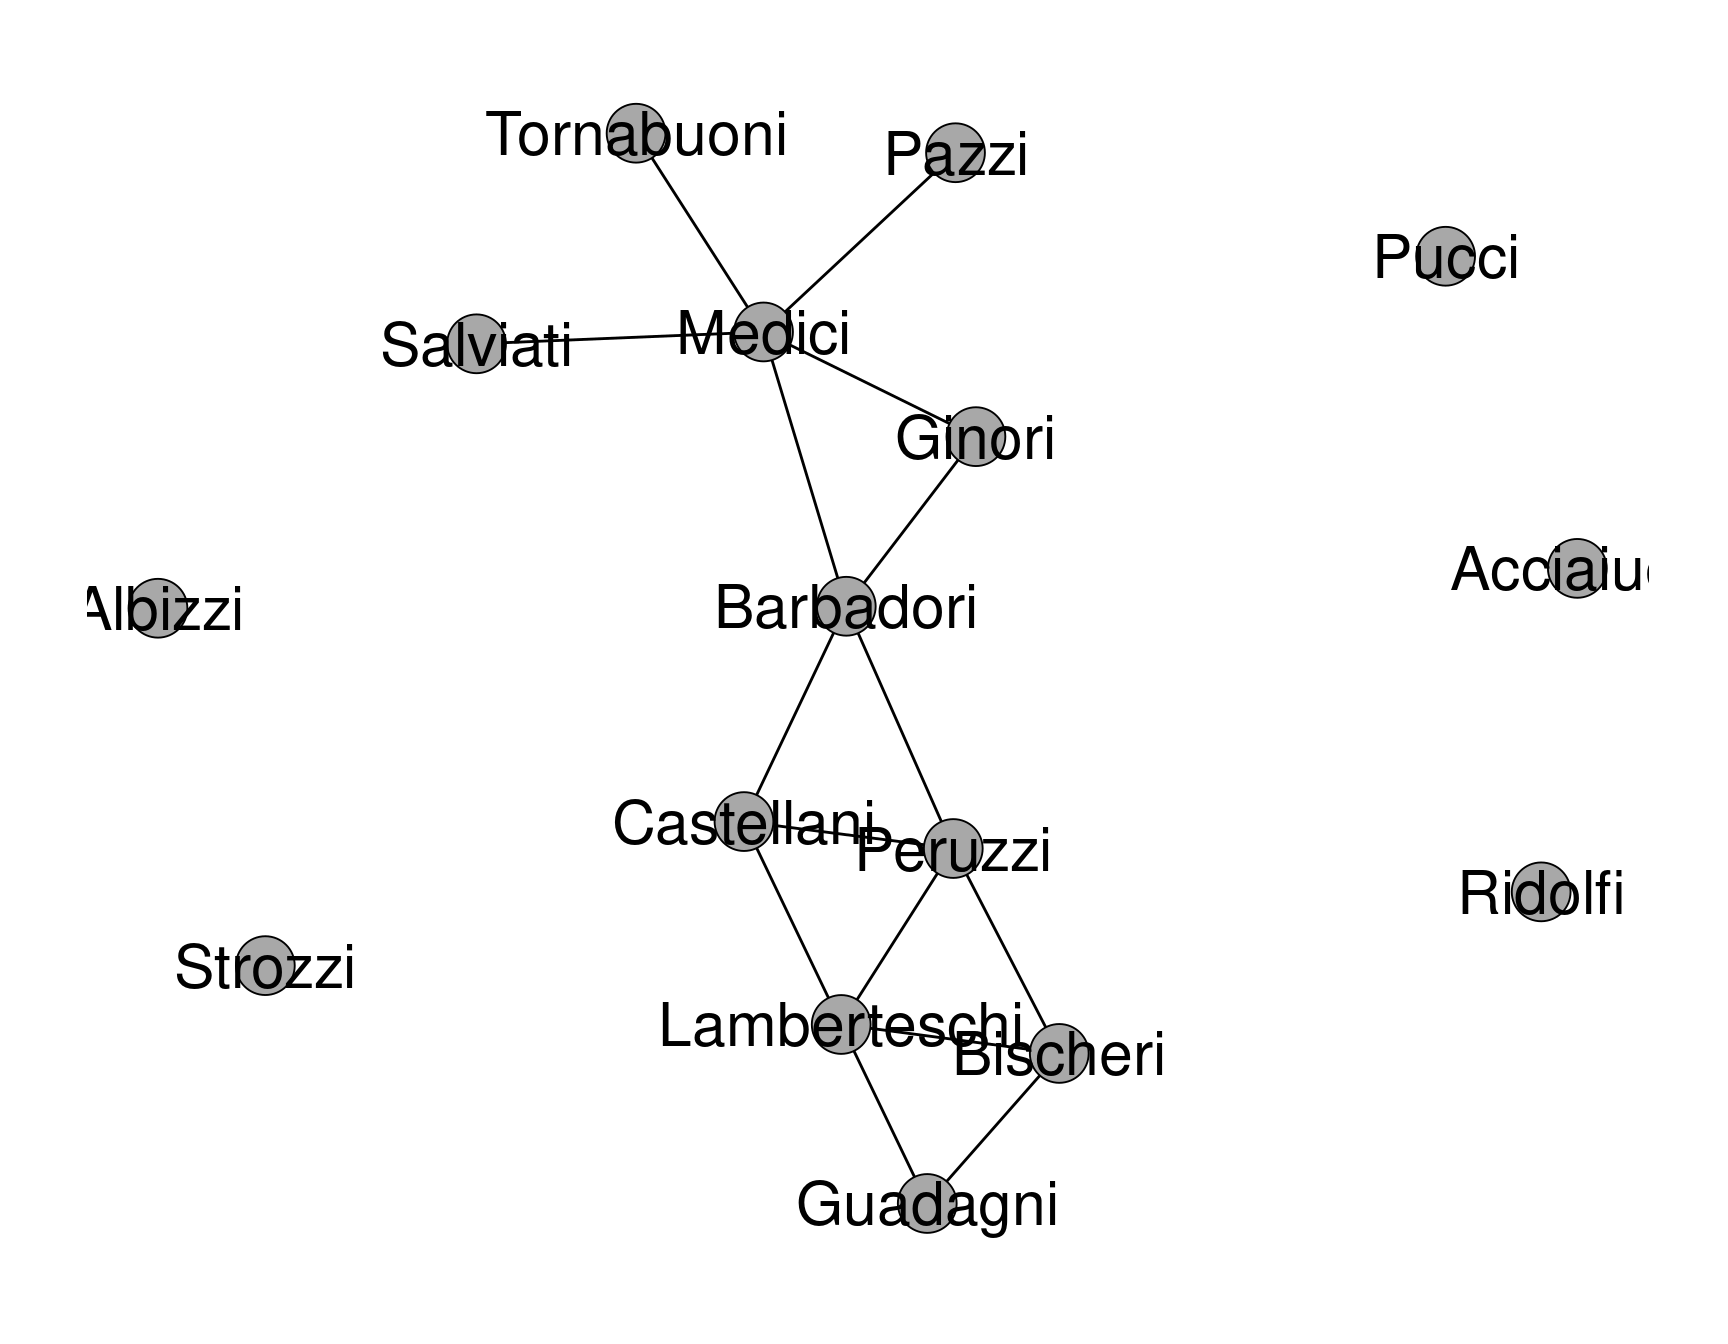 Tornabuoni
Pazzi
Pucci
Salviati
Medici
Ginori
Acciaiu
Albizzi
Barbadori
Castellani
Peruzzi
Ridolfi
Strozzi
Lamberteschi
Bischeri
Guadagni